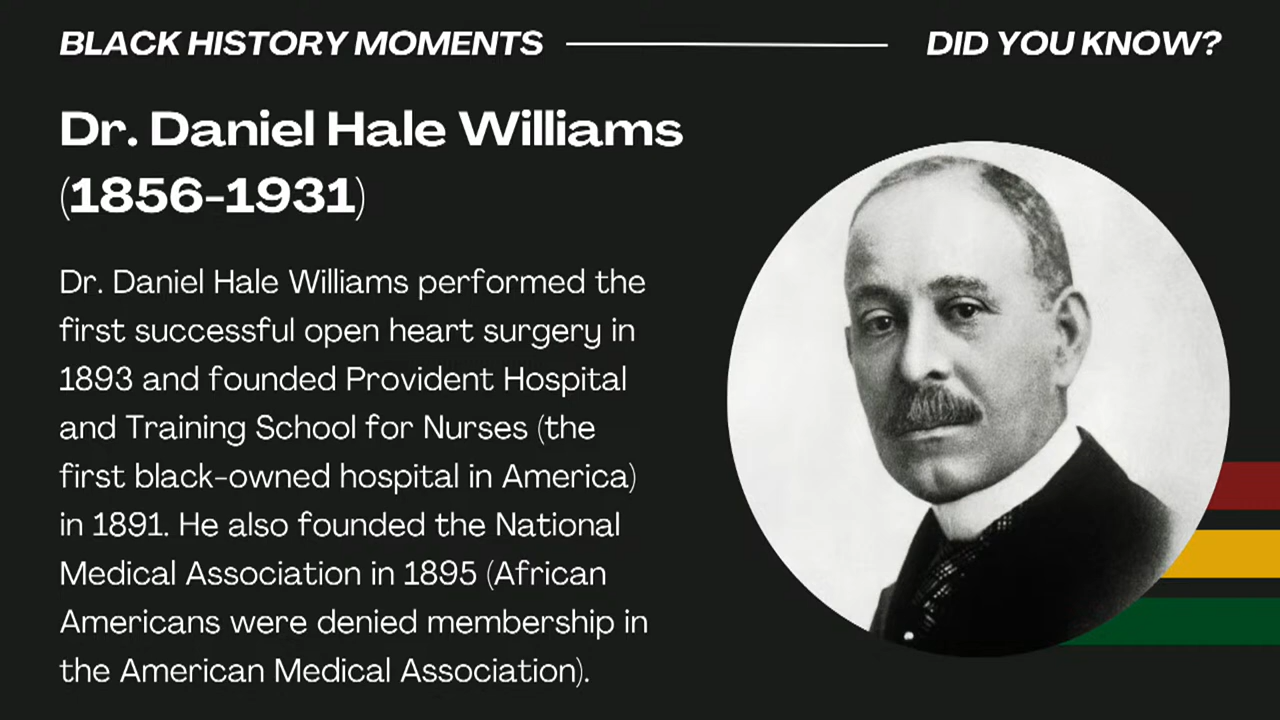 BLACK HISTORY MOMENTS
DID YOU KNOW?
Dr. Daniel Hale Williams
(1856-1931)
Dr. Daniel Hale Williams performed the
first successful open heart surgery in
1893 and founded Provident Hospital
and Training School for Nurses (the
first black-owned hospital in America)
in 1891. He also founded the National
Medical Association in 1895 (African
Americans were denied membership in
the American Medical Association).